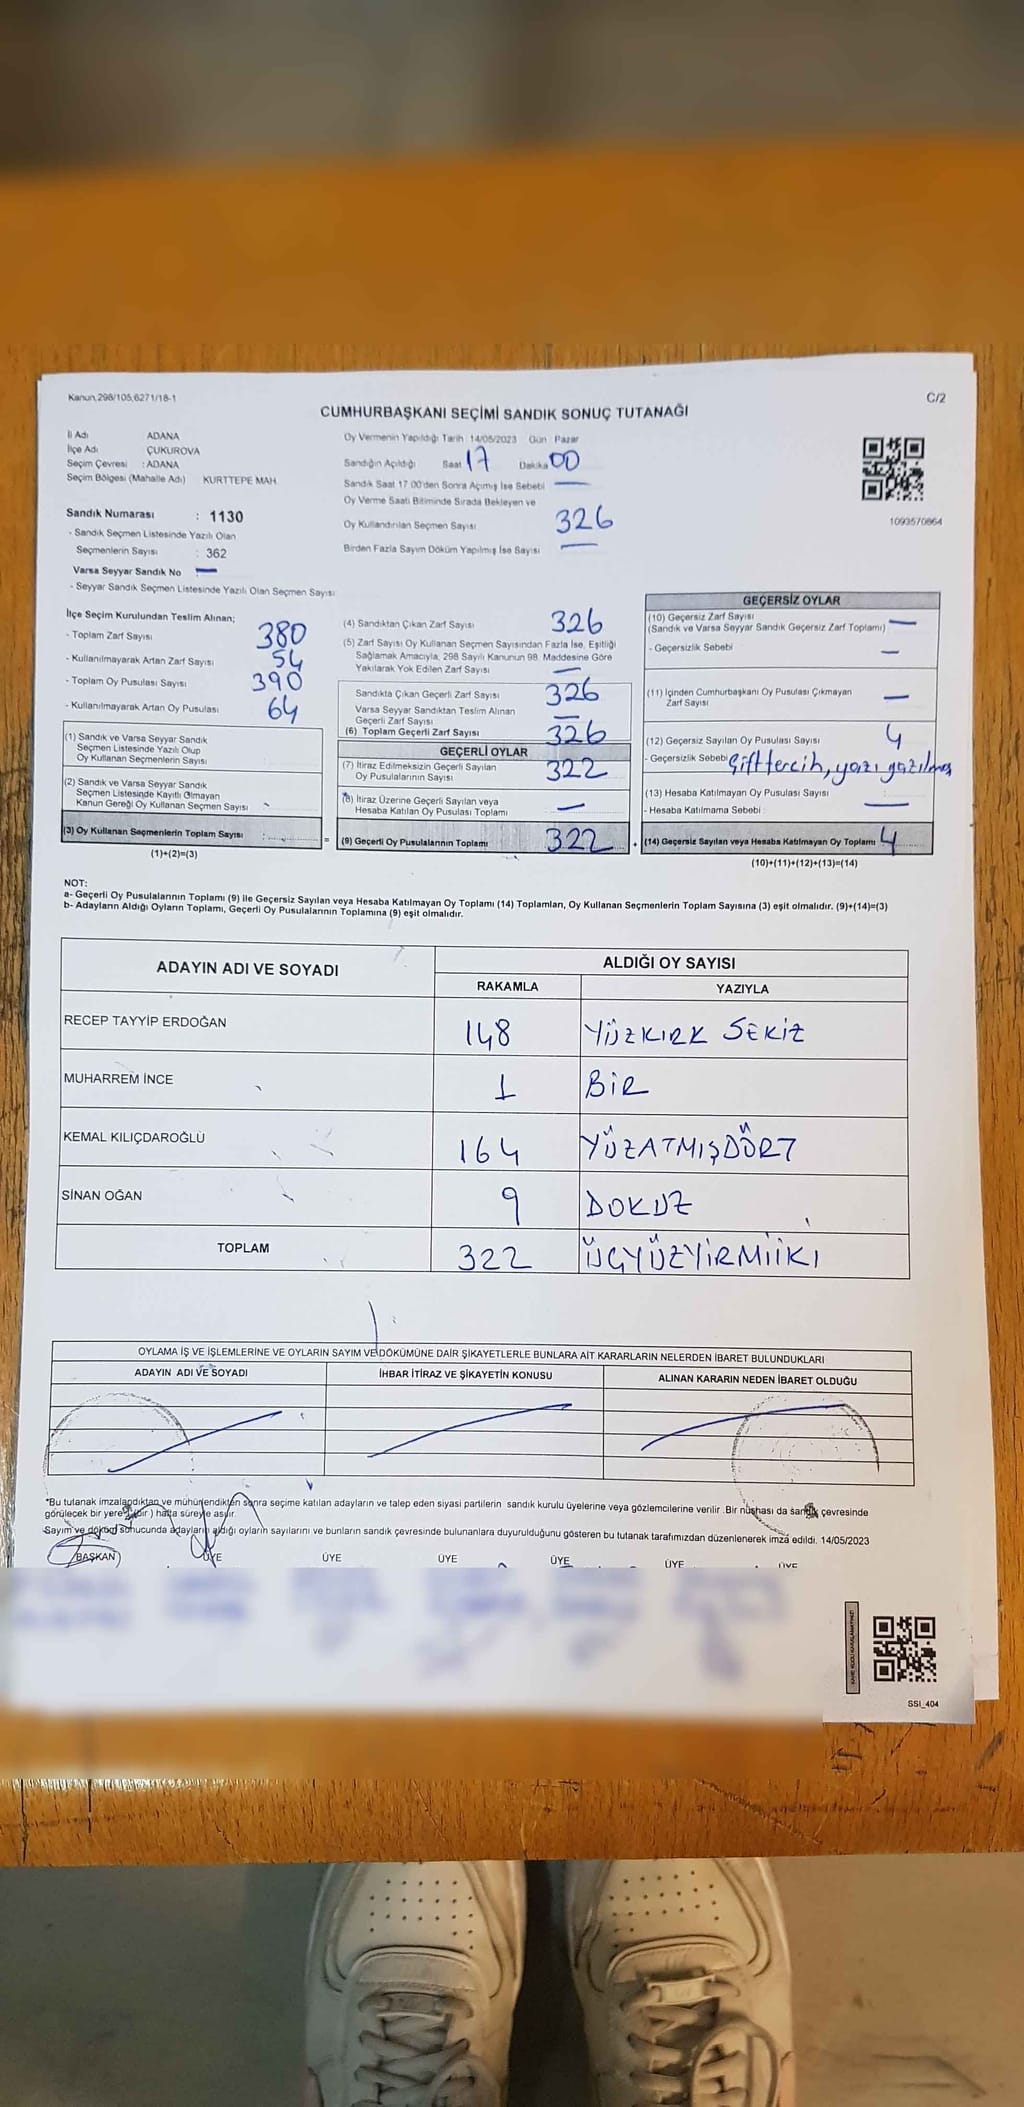 Kanun,298/105,6271/18-1
C/2
CUMHURBAŞKANI SEÇİMİ SANDIK SONUÇ TUTANAĞI
İl Adı ADANA
İlçe Adı ÇUKUROVA
Seçim Çevresi : ADANA
Seçim Bölgesi (Mahalle Adı) KURTTEPE MAH.
Sandık Numarası : 1130
- Sandık Seçmen Listesinde Yazılı Olan
Seçmenlerin Sayısı : 362
Varsa Seyyar Sandık No —
- Seyyar Sandık Seçmen Listesinde Yazılı Olan Seçmen Sayısı
Oy Vermenin Yapıldığı Tarih 14/05/2023 Gün Pazar
Sandığın Açıldığı Saat 17 Dakika 00
Sandık Saat 17.00'den Sonra Açımış İse Sebebi —
Oy Verme Saati Bitiminde Sırada Bekleyen ve
Oy Kullandırılan Seçmen Sayısı 326
Birden Fazla Sayım Döküm Yapılmış İse Sayısı —
1093570864
İlçe Seçim Kurulundan Teslim Alınan;
- Toplam Zarf Sayısı 380
- Kullanılmayarak Artan Zarf Sayısı 54
- Toplam Oy Pusulası Sayısı 390
- Kullanılmayarak Artan Oy Pusulası 64
(1) Sandık ve Varsa Seyyar Sandık
Seçmen Listesinde Yazılı Olup
Oy Kullanan Seçmenlerin Sayısı
(2) Sandık ve Varsa Seyyar Sandık
Seçmen Listesinde Kayıtlı Olmayan
Kanun Gereği Oy Kullanan Seçmen Sayısı
(3) Oy Kullanan Seçmenlerin Toplam Sayısı :
(1)+(2)=(3)
(4) Sandıktan Çıkan Zarf Sayısı 326
(5) Zarf Sayısı Oy Kullanan Seçmen Sayısından Fazla İse, Eşitliği
Sağlamak Amacıyla, 298 Sayılı Kanunun 98. Maddesine Göre
Yakılarak Yok Edilen Zarf Sayısı —
Sandıkta Çıkan Geçerli Zarf Sayısı 326
Varsa Seyyar Sandıktan Teslim Alınan
Geçerli Zarf Sayısı —
(6) Toplam Geçerli Zarf Sayısı 326
GEÇERLİ OYLAR
(7) İtiraz Edilmeksizin Geçerli Sayılan
Oy Pusulalarının Sayısı 322
(8) İtiraz Üzerine Geçerli Sayılan veya
Hesaba Katılan Oy Pusulası Toplamı —
= (9) Geçerli Oy Pusulalarının Toplamı 322
GEÇERSİZ OYLAR
(10) Geçersiz Zarf Sayısı
(Sandık ve Varsa Seyyar Sandık Geçersiz Zarf Toplamı) —
- Geçersizlik Sebebi —
(11) İçinden Cumhurbaşkanı Oy Pusulası Çıkmayan
Zarf Sayısı —
(12) Geçersiz Sayılan Oy Pusulası Sayısı 4
- Geçersizlik Sebebi Çift tercih, yazı
(13) Hesaba Katılmayan Oy Pusulası Sayısı
- Hesaba Katılmama Sebebi : —
+ (14) Geçersiz Sayılan veya Hesaba Katılmayan Oy Toplamı 4
(10)+(11)+(12)+(13)=(14)
NOT:
a- Geçerli Oy Pusulalarının Toplamı (9) ile Geçersiz Sayılan veya Hesaba Katılmayan Oy Toplamı (14) Toplamları, Oy Kullanan Seçmenlerin Toplam Sayısına (3) eşit olmalıdır. (9)+(14)=(3)
b- Adayların Aldığı Oyların Toplamı, Geçerli Oy Pusulalarının Toplamına (9) eşit olmalıdır.
ADAYIN ADI VE SOYADI
ALDIĞI OY SAYISI
RAKAMLA YAZIYLA
RECEP TAYYİP ERDOĞAN 148 YÜZKIRK SEKİZ
MUHARREM İNCE 1 BİR
KEMAL KILIÇDAROĞLU 164 YÜZATMIŞDÖRT
SİNAN OĞAN 9 DOKUZ
TOPLAM 322 ÜÇYÜZYİRMİİKİ
OYLAMA İŞ VE İŞLEMLERİNE VE OYLARIN SAYIM VE DÖKÜMÜNE DAİR ŞİKAYETLERLE BUNLARA AİT KARARLARIN NELERDEN İBARET BULUNDUKLARI
ADAYIN ADI VE SOYADI İHBAR İTİRAZ VE ŞİKAYETİN KONUSU ALINAN KARARIN NEDEN İBARET OLDUĞU
*Bu tutanak imzalandıktan ve mühürlendikten sonra seçime katılan adayların ve talep eden siyasi partilerin sandık kurulu üyelerine veya gözlemcilerine verilir .Bir nüshası da sandık çevresinde
görülecek bir yere (bir ) hafta süreyle asılır.
Sayım ve döküm sonucunda adayların aldığı oyların sayılarını ve bunların sandık çevresinde bulunanlara duyurulduğunu gösteren bu tutanak tarafımızdan düzenlenerek imza edildi. 14/05/2023
BAŞKAN ÜYE ÜYE ÜYE ÜYE ÜYE ÜYE
SSI_404